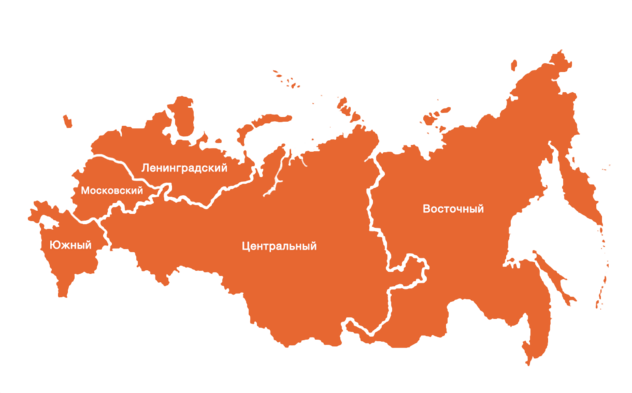 Ленинградский
Московский
Восточный
Южный
Центральный